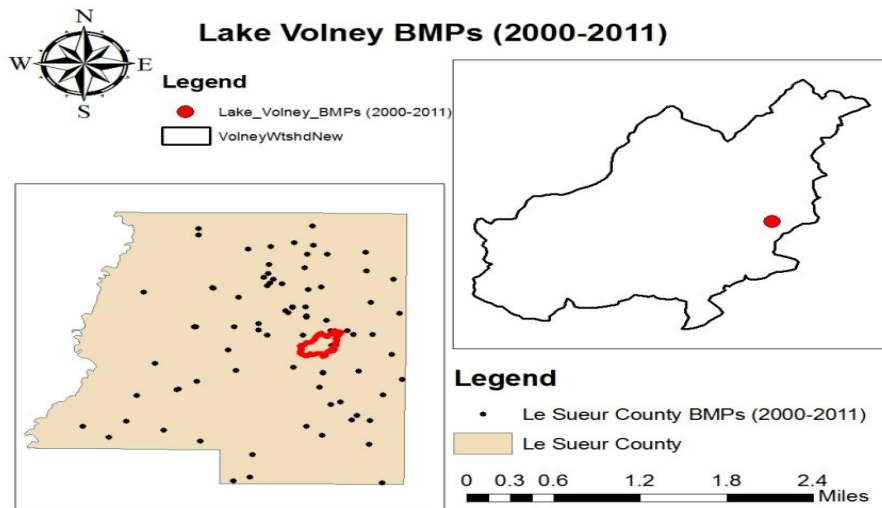 Lake Volney BMPs (2000-2011)
N
W E
S
Legend
Lake_Volney_BMPs (2000-2011)
VolneyWtshdNew
Legend
Le Sueur County BMPs (2000-2011)
Le Sueur County
0 0.3 0.6 1.2 1.8 2.4
Miles